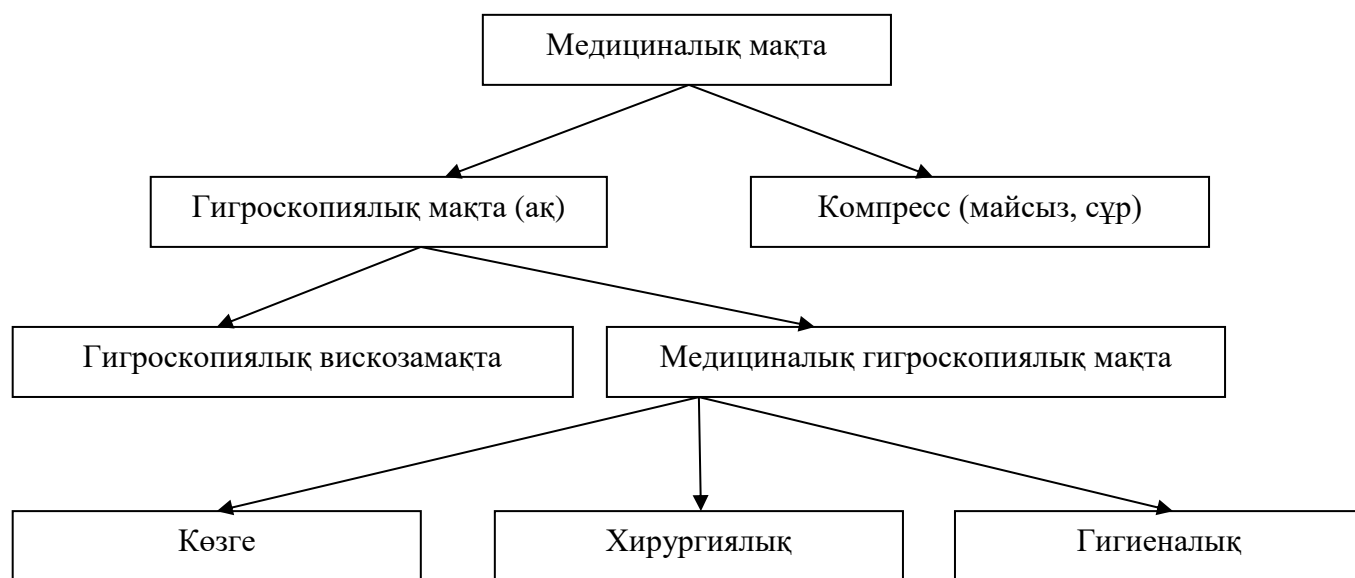 Медициналық мақта
Гигроскопиялық мақта (ақ)
Компресс (майсыз, сұр)
Гигроскопиялық вискозамақта
Медициналық гигроскопиялық мақта
Көзге
Хирургиялық
Гигиеналық